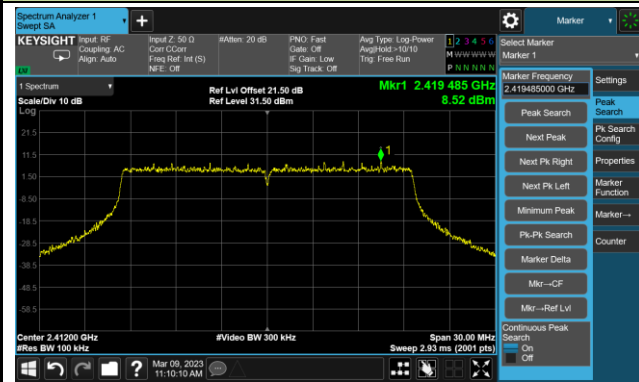 Spectrum Analyzer 1
Swept SA
+
Marker
KEYSIGHT
Input: RF
Coupling: AC
Align: Auto
Input Z: 50 Ω
Corr CCorr
Freq Ref: Int (S)
NFE: Off
#Atten: 20 dB
PNO: Fast
Gate: Off
IF Gain: Low
Sig Track: Off
Avg Type: Log-Power
Avg|Hold:>10/10
Trig: Free Run
1 2 3 4 5 6
M W W W W W
P N N N N N
LXI
Select Marker
Marker 1
1 Spectrum
Scale/Div 10 dB
Log
Ref Lvl Offset 21.50 dB
Ref Level 31.50 dBm
Mkr1 2.419 485 GHz
8.52 dBm
1
21.5
11.5
1.50
-8.50
-18.5
-28.5
-38.5
-48.5
-58.5
Center 2.41200 GHz
#Res BW 100 kHz
#Video BW 300 kHz
Span 30.00 MHz
Sweep 2.93 ms (2001 pts)
Marker Frequency
2.419485000 GHz
Peak Search
Next Peak
Next Pk Right
Next Pk Left
Minimum Peak
Pk-Pk Search
Marker Delta
Mkr→CF
Mkr→Ref Lvl
Continuous Peak
Search
On
Off
Settings
Peak
Search
Pk Search
Config
Properties
Marker
Function
Marker→
Counter
?
Mar 09, 2023
11:10:10 AM